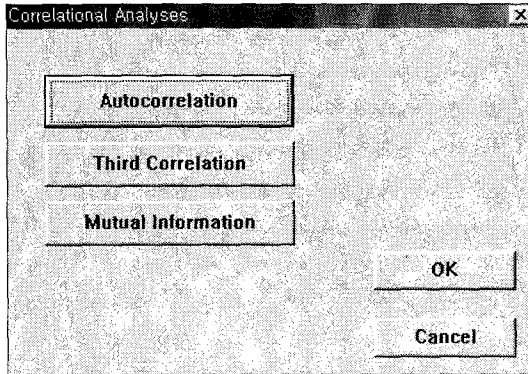 Correlational Analyses
Autocorrelation
Third Correlation
Mutual Information
OK
Cancel